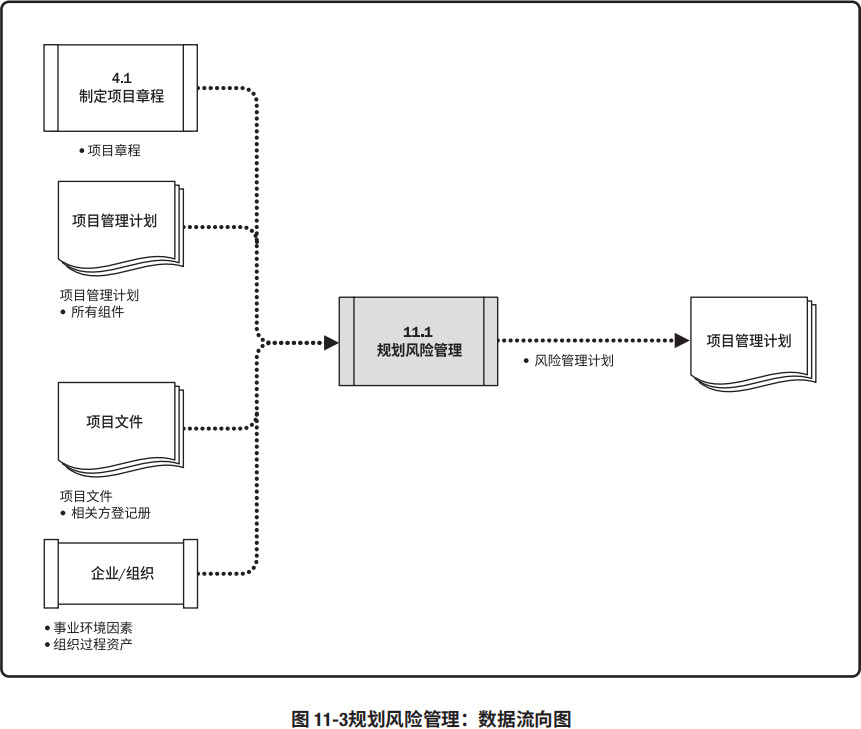 4.1
制定项目章程
• 项目章程
项目管理计划
项目管理计划
• 所有组件
项目文件
项目文件
• 相关方登记册
企业/组织
• 事业环境因素
• 组织过程资产
11.1
规划风险管理
• 风险管理计划
项目管理计划
图 11-3规划风险管理：数据流向图